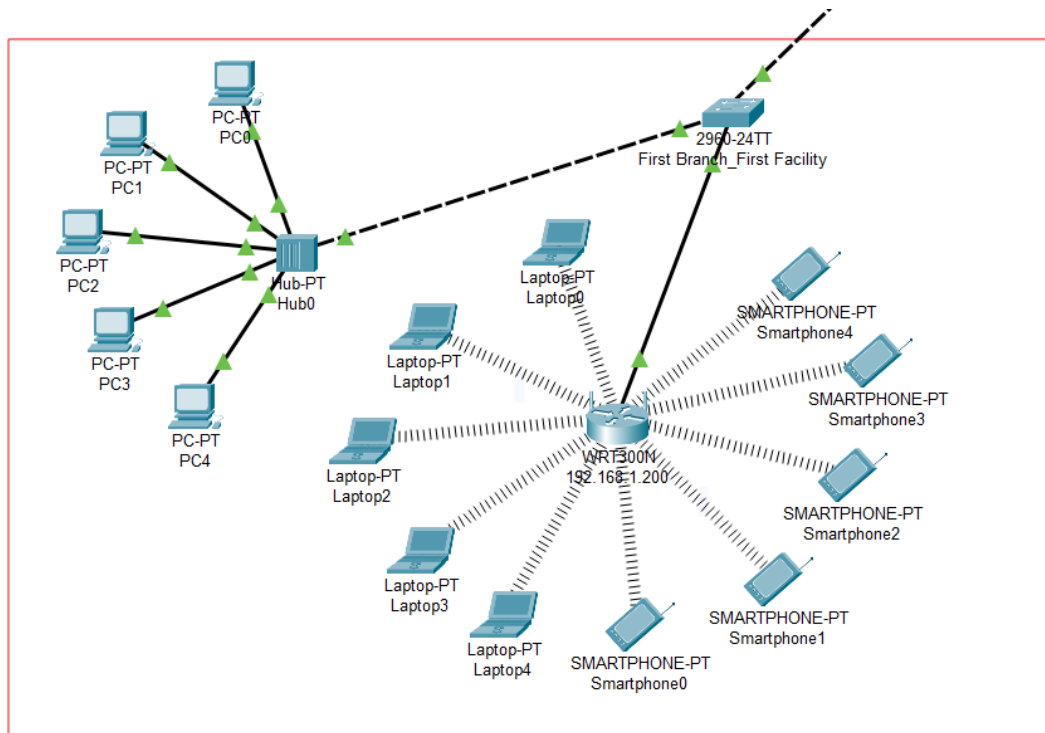 PC-PT
PC0
PC-PT
PC1
PC-PT
PC2
PC-PT
PC3
PC-PT
PC4
Hub-PT
Hub0
2960-24TT
First Branch_First Facility
Laptop-PT
Laptop0
Laptop-PT
Laptop1
Laptop-PT
Laptop2
Laptop-PT
Laptop3
Laptop-PT
Laptop4
WRT300N
192.168.1.200
SMARTPHONE-PT
Smartphone4
SMARTPHONE-PT
Smartphone3
SMARTPHONE-PT
Smartphone2
SMARTPHONE-PT
Smartphone1
SMARTPHONE-PT
Smartphone0